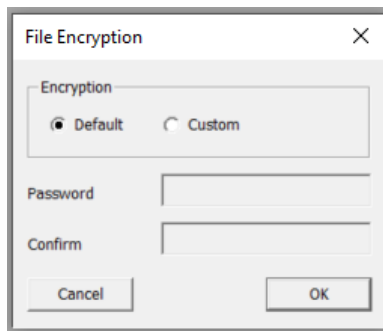 File Encryption
Encryption
Default Custom
Password
Confirm
Cancel OK